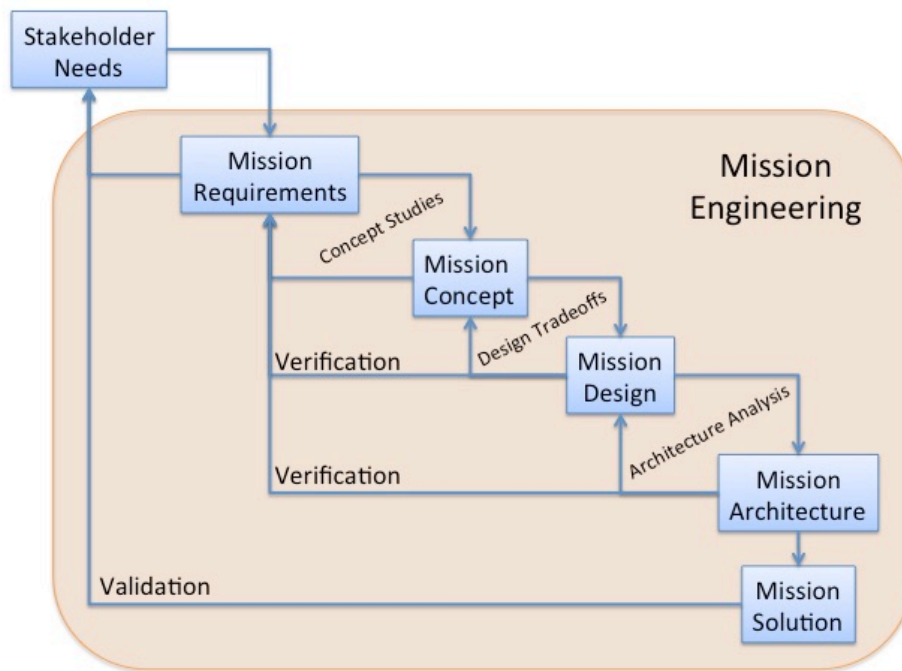 Stakeholder
Needs
Mission
Requirements
Mission
Engineering
Concept Studies
Mission
Concept
Design Tradeoffs
Verification
Mission
Design
Architecture Analysis
Verification
Mission
Architecture
Validation
Mission
Solution